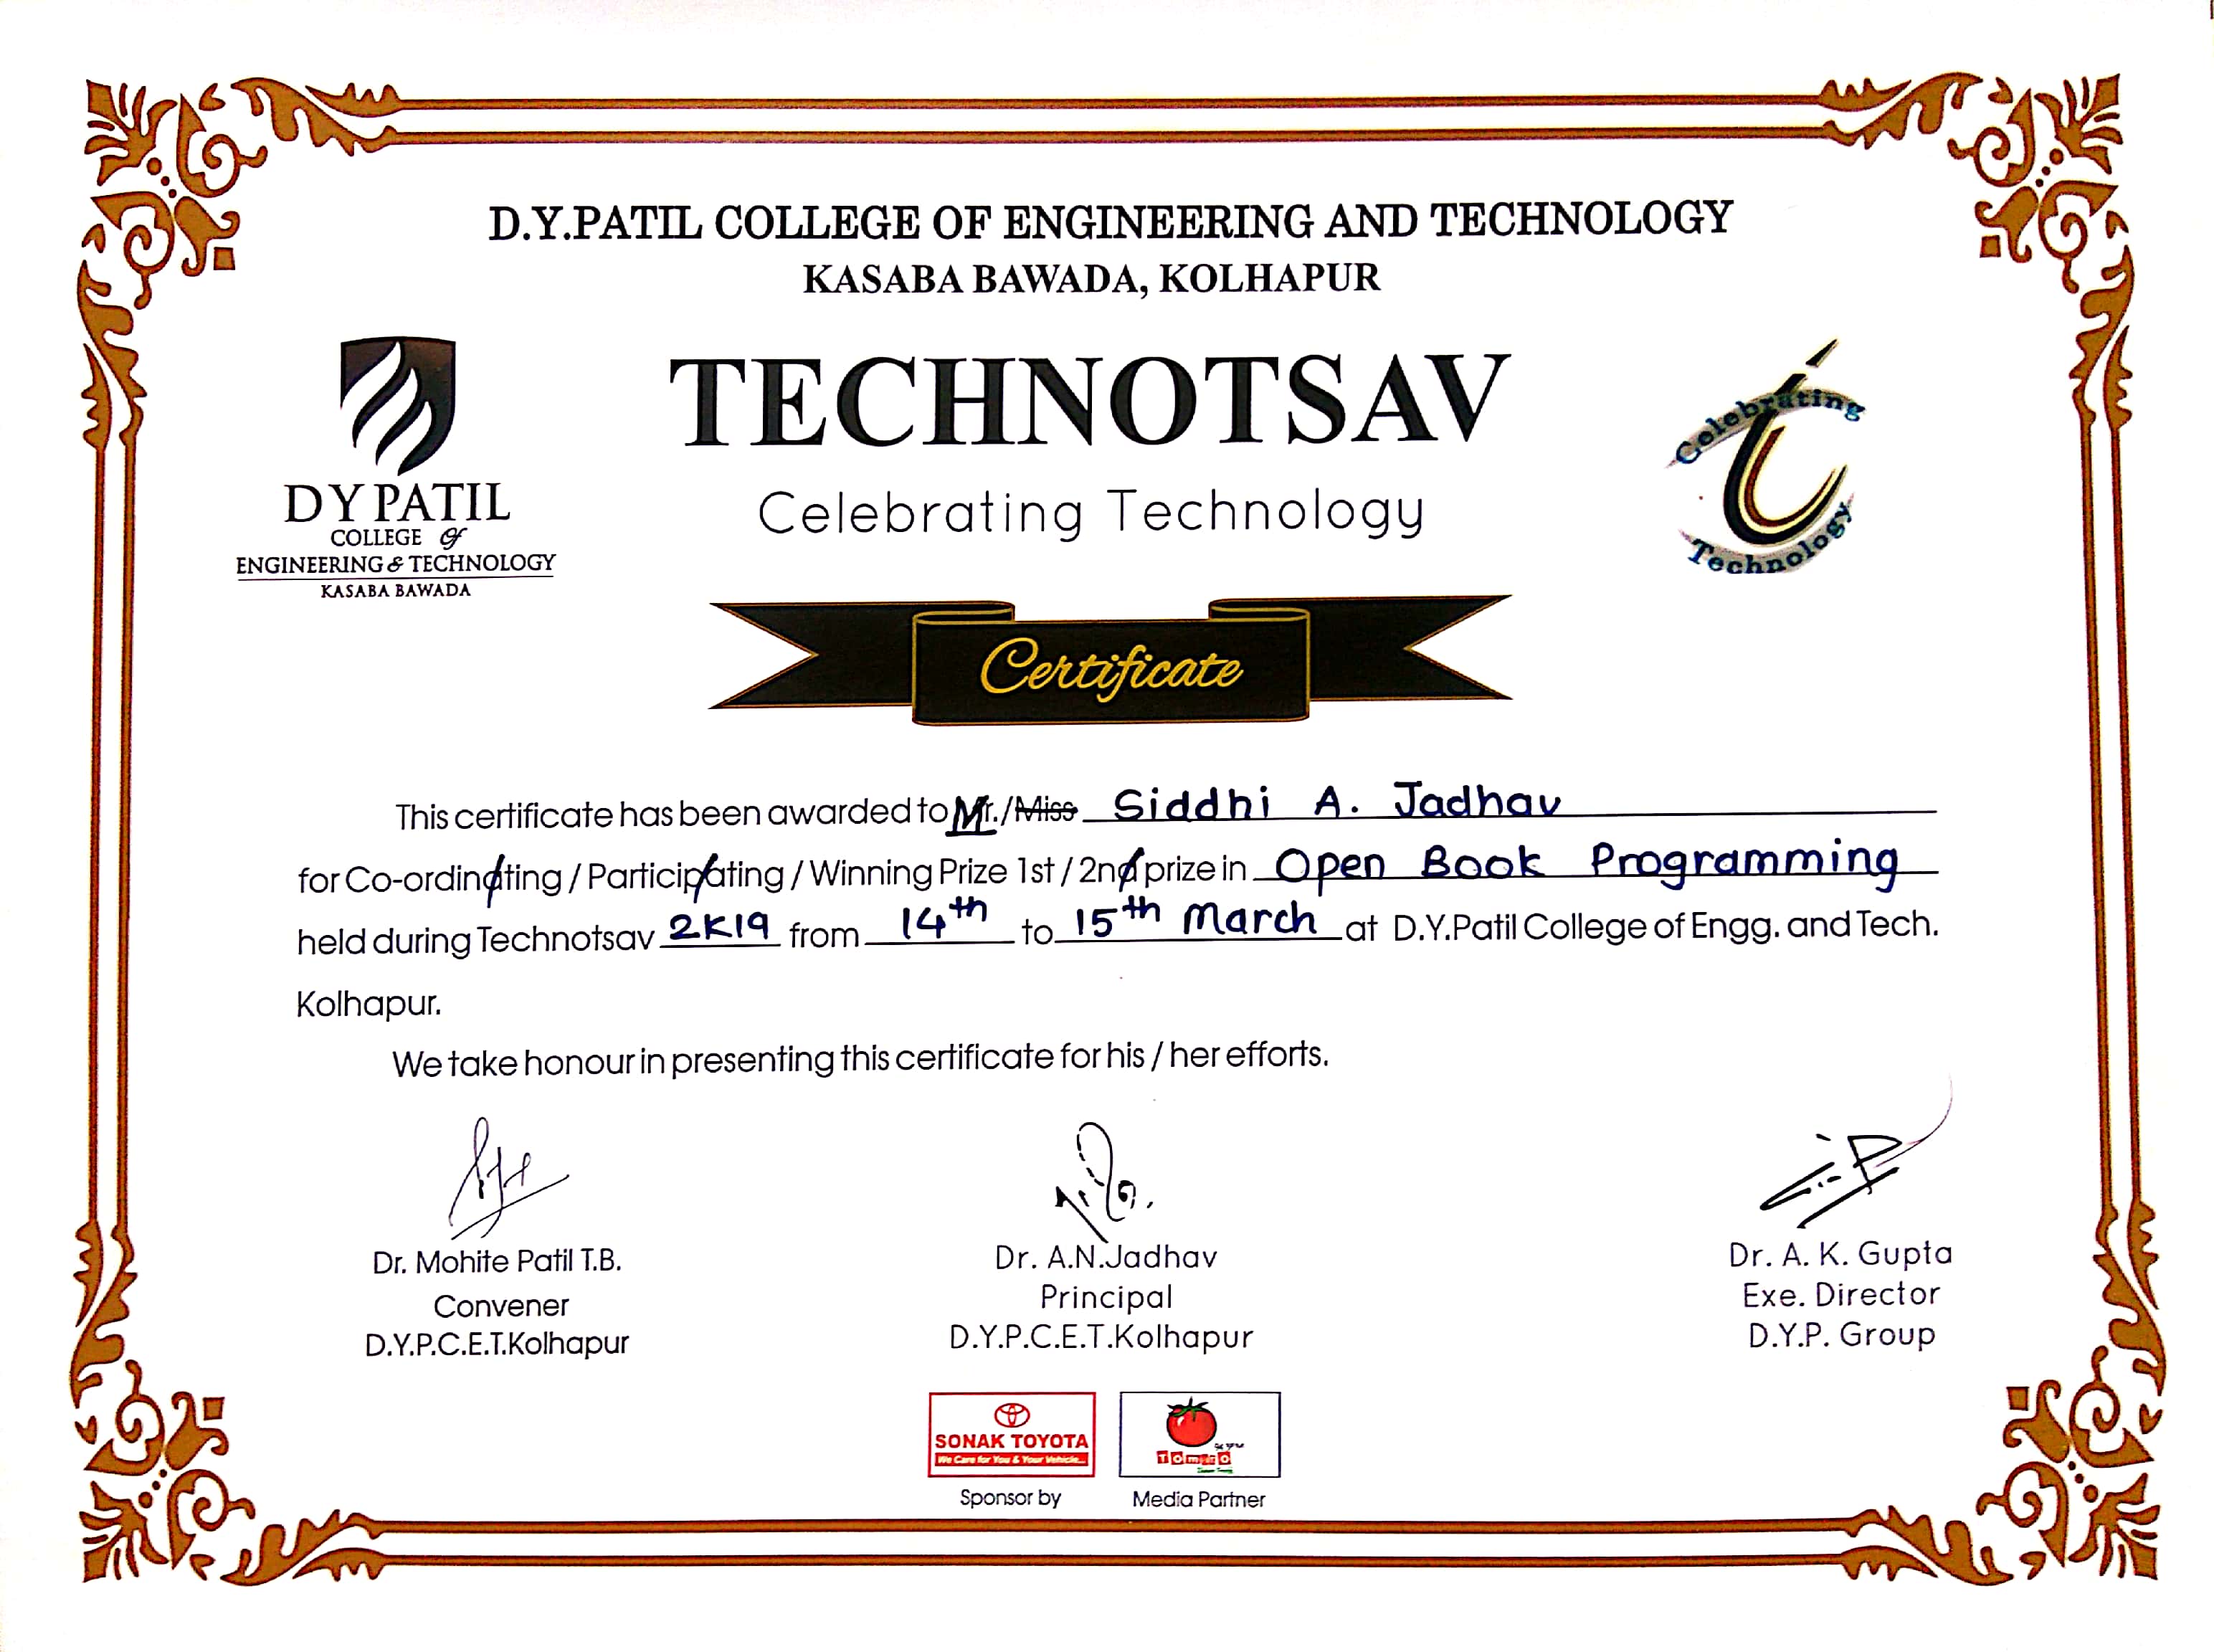 D.Y.PATIL COLLEGE OF ENGINEERING AND TECHNOLOGY
KASABA BAWADA, KOLHAPUR
TECHNOTSAV
Celebrating Technology
DY PATIL
COLLEGE of
ENGINEERING & TECHNOLOGY
KASABA BAWADA
Celebrating
Technology
Certificate
This certificate has been awarded to Mr./Miss Siddhi A. Jadhav
for Co-ordinating / Participating / Winning Prize 1st / 2nd prize in Open Book Programming
held during Technotsav 2K19 from 14th to 15th March at D.Y.Patil College of Engg. and Tech.
Kolhapur.
We take honour in presenting this certificate for his / her efforts.
Dr. Mohite Patil T.B.
Convener
D.Y.P.C.E.T.Kolhapur
Dr. A.N.Jadhav
Principal
D.Y.P.C.E.T.Kolhapur
Dr. A. K. Gupta
Exe. Director
D.Y.P. Group
SONAK TOYOTA
We Care for You & Your Vehicle...
Sponsor by
Media Partner